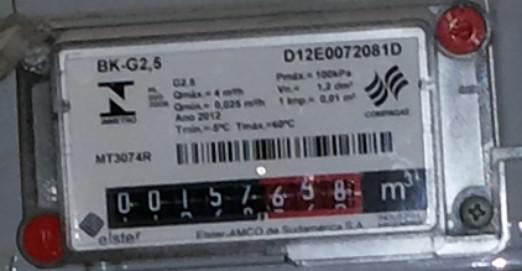 BK-G2,5
D12E0072081D
G2.5
Qmáx.= 4 m³/h
Qmín.= 0,025 m³/h
Ano 2012
Tmín.=-5°C Tmáx.=60°C
Pmáx.= 100kPa
Vn.= 1,2 dm³
1 Imp.= 0,01 m³
INMETRO
COMPAGAS
MT3074R
0 0 1 5 7 6 5 8 m³
elster
Elster-AMCO de Sudamérica S.A.